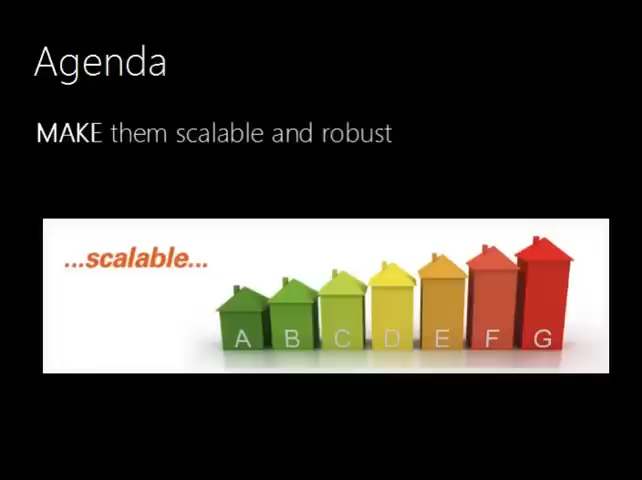 Agenda
MAKE them scalable and robust
...scalable...
A B C D E F G